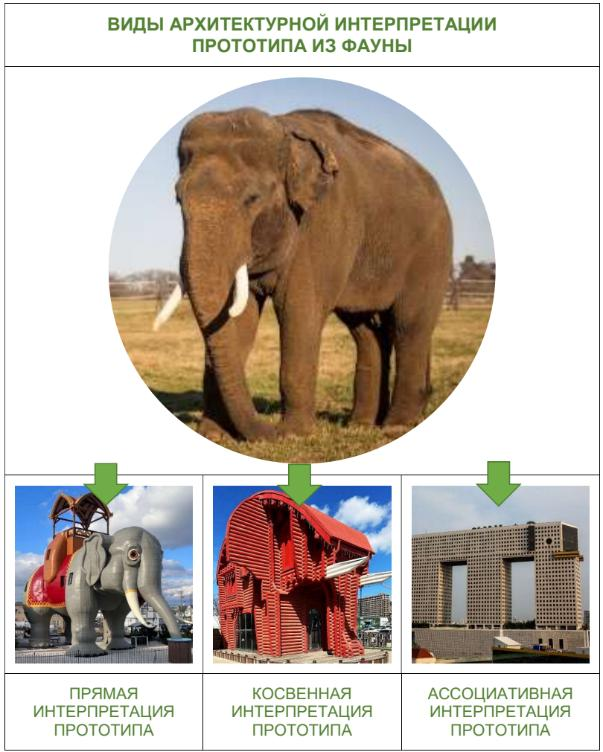 ВИДЫ АРХИТЕКТУРНОЙ ИНТЕРПРЕТАЦИИ
ПРОТОТИПА ИЗ ФАУНЫ
ПРЯМАЯ
ИНТЕРПРЕТАЦИЯ
ПРОТОТИПА
КОСВЕННАЯ
ИНТЕРПРЕТАЦИЯ
ПРОТОТИПА
АССОЦИАТИВНАЯ
ИНТЕРПРЕТАЦИЯ
ПРОТОТИПА